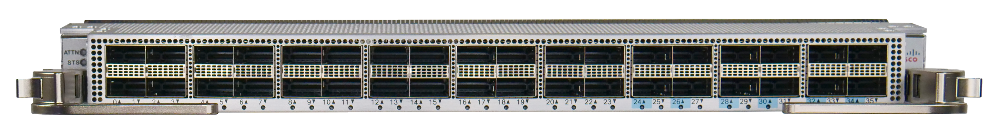 ATTN
STS
SCO
0▲ 1▼ 2▲ 3▼ 4▲ 5▼ 6▲ 7▼ 8▲ 9▼ 10▲ 11▼ 12▲ 13▼ 14▲ 15▼ 16▲ 17▼ 18▲ 19▼ 20▲ 21▼ 22▲ 23▼ 24▲ 25▼ 26▲ 27▼ 28▲ 29▼ 30▲ 31▼ 32▲ 33▼ 34▲ 35▼